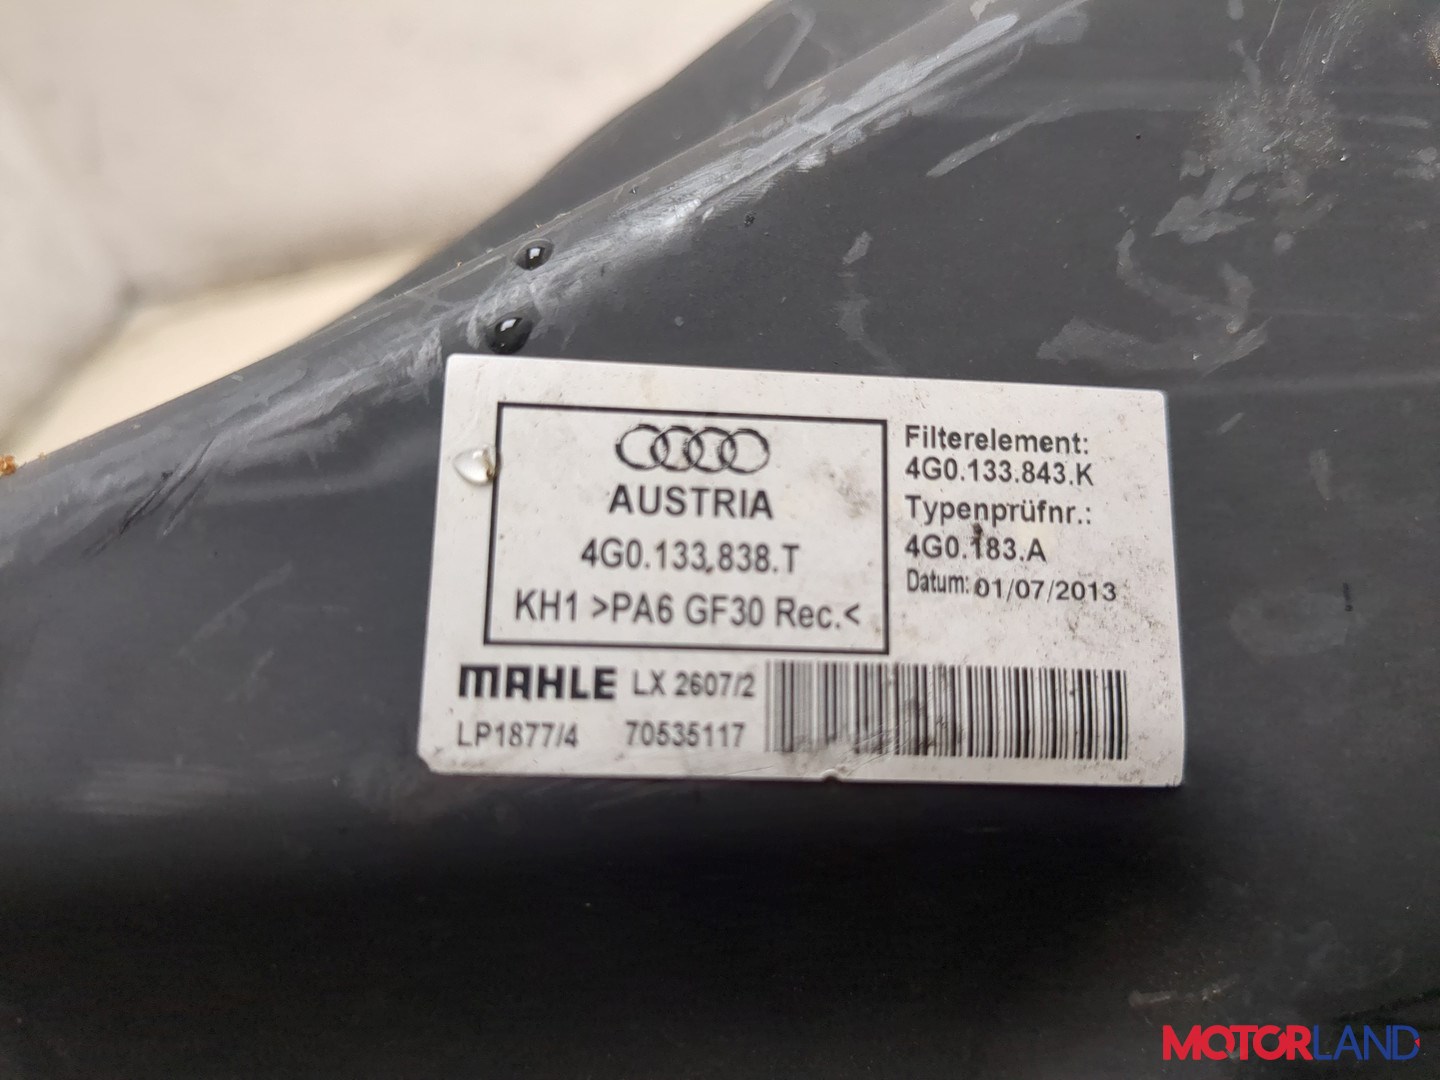 AUSTRIA
4G0.133.838.T
KH1 >PA6 GF30 Rec.<
Filterelement:
4G0.133.843.K
Typenprüfnr.:
4G0.183.A
Datum: 01/07/2013
MAHLE LX 2607/2
LP1877/4 70535117
MOTORLAND